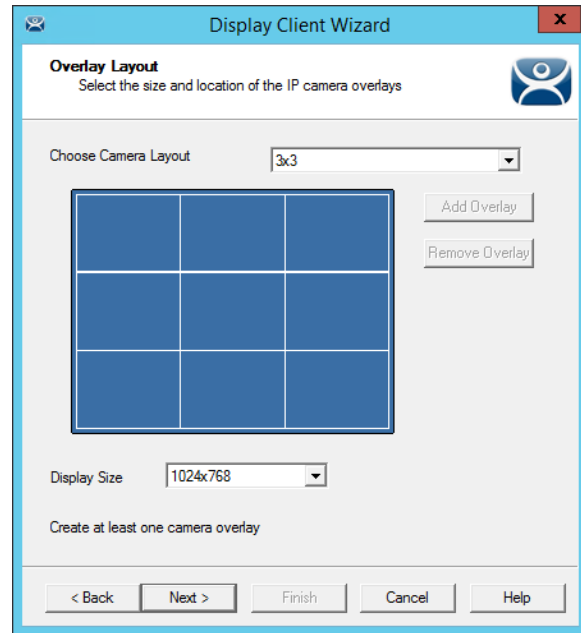 Display Client Wizard
x
Overlay Layout
Select the size and location of the IP camera overlays
Choose Camera Layout
3x3
Add Overlay
Remove Overlay
Display Size
1024x768
Create at least one camera overlay
< Back
Next >
Finish
Cancel
Help